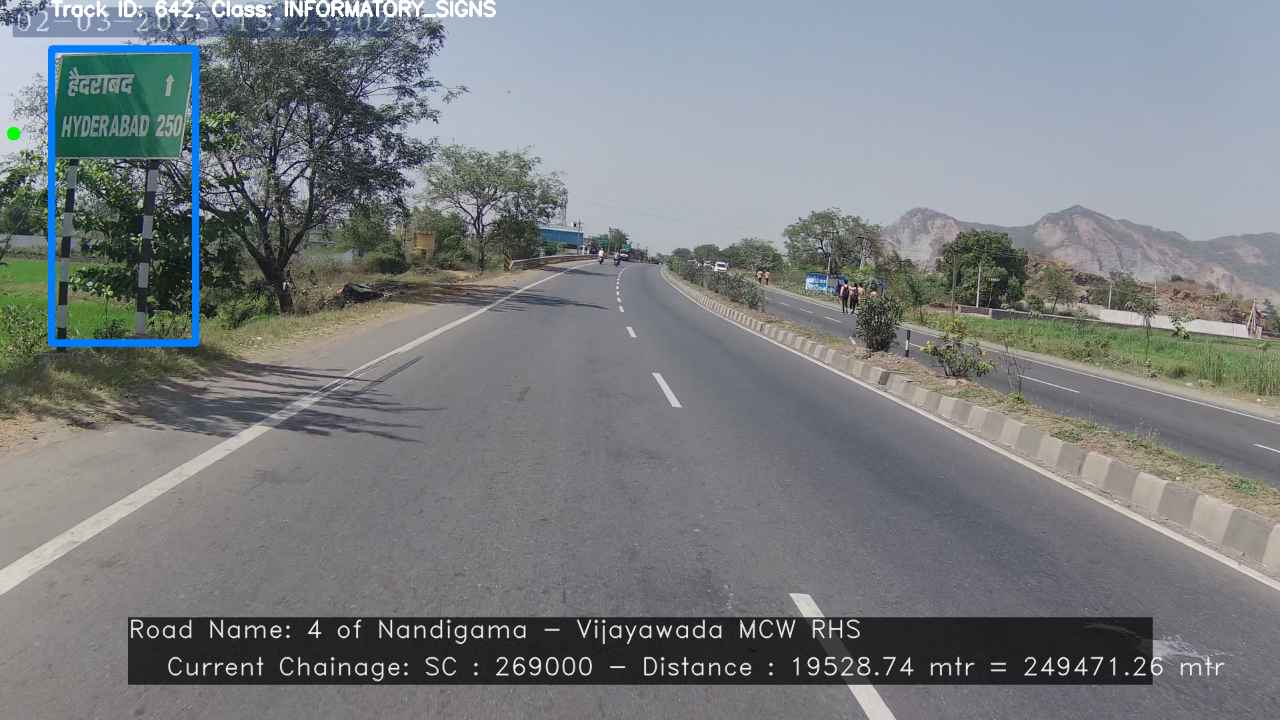 Track ID: 642, Class: INFORMATORY_SIGNS
हैदराबद ↑
HYDERABAD 250
Road Name: 4 of Nandigama - Vijayawada MCW RHS
Current Chainage: SC : 269000 - Distance : 19528.74 mtr = 249471.26 mtr